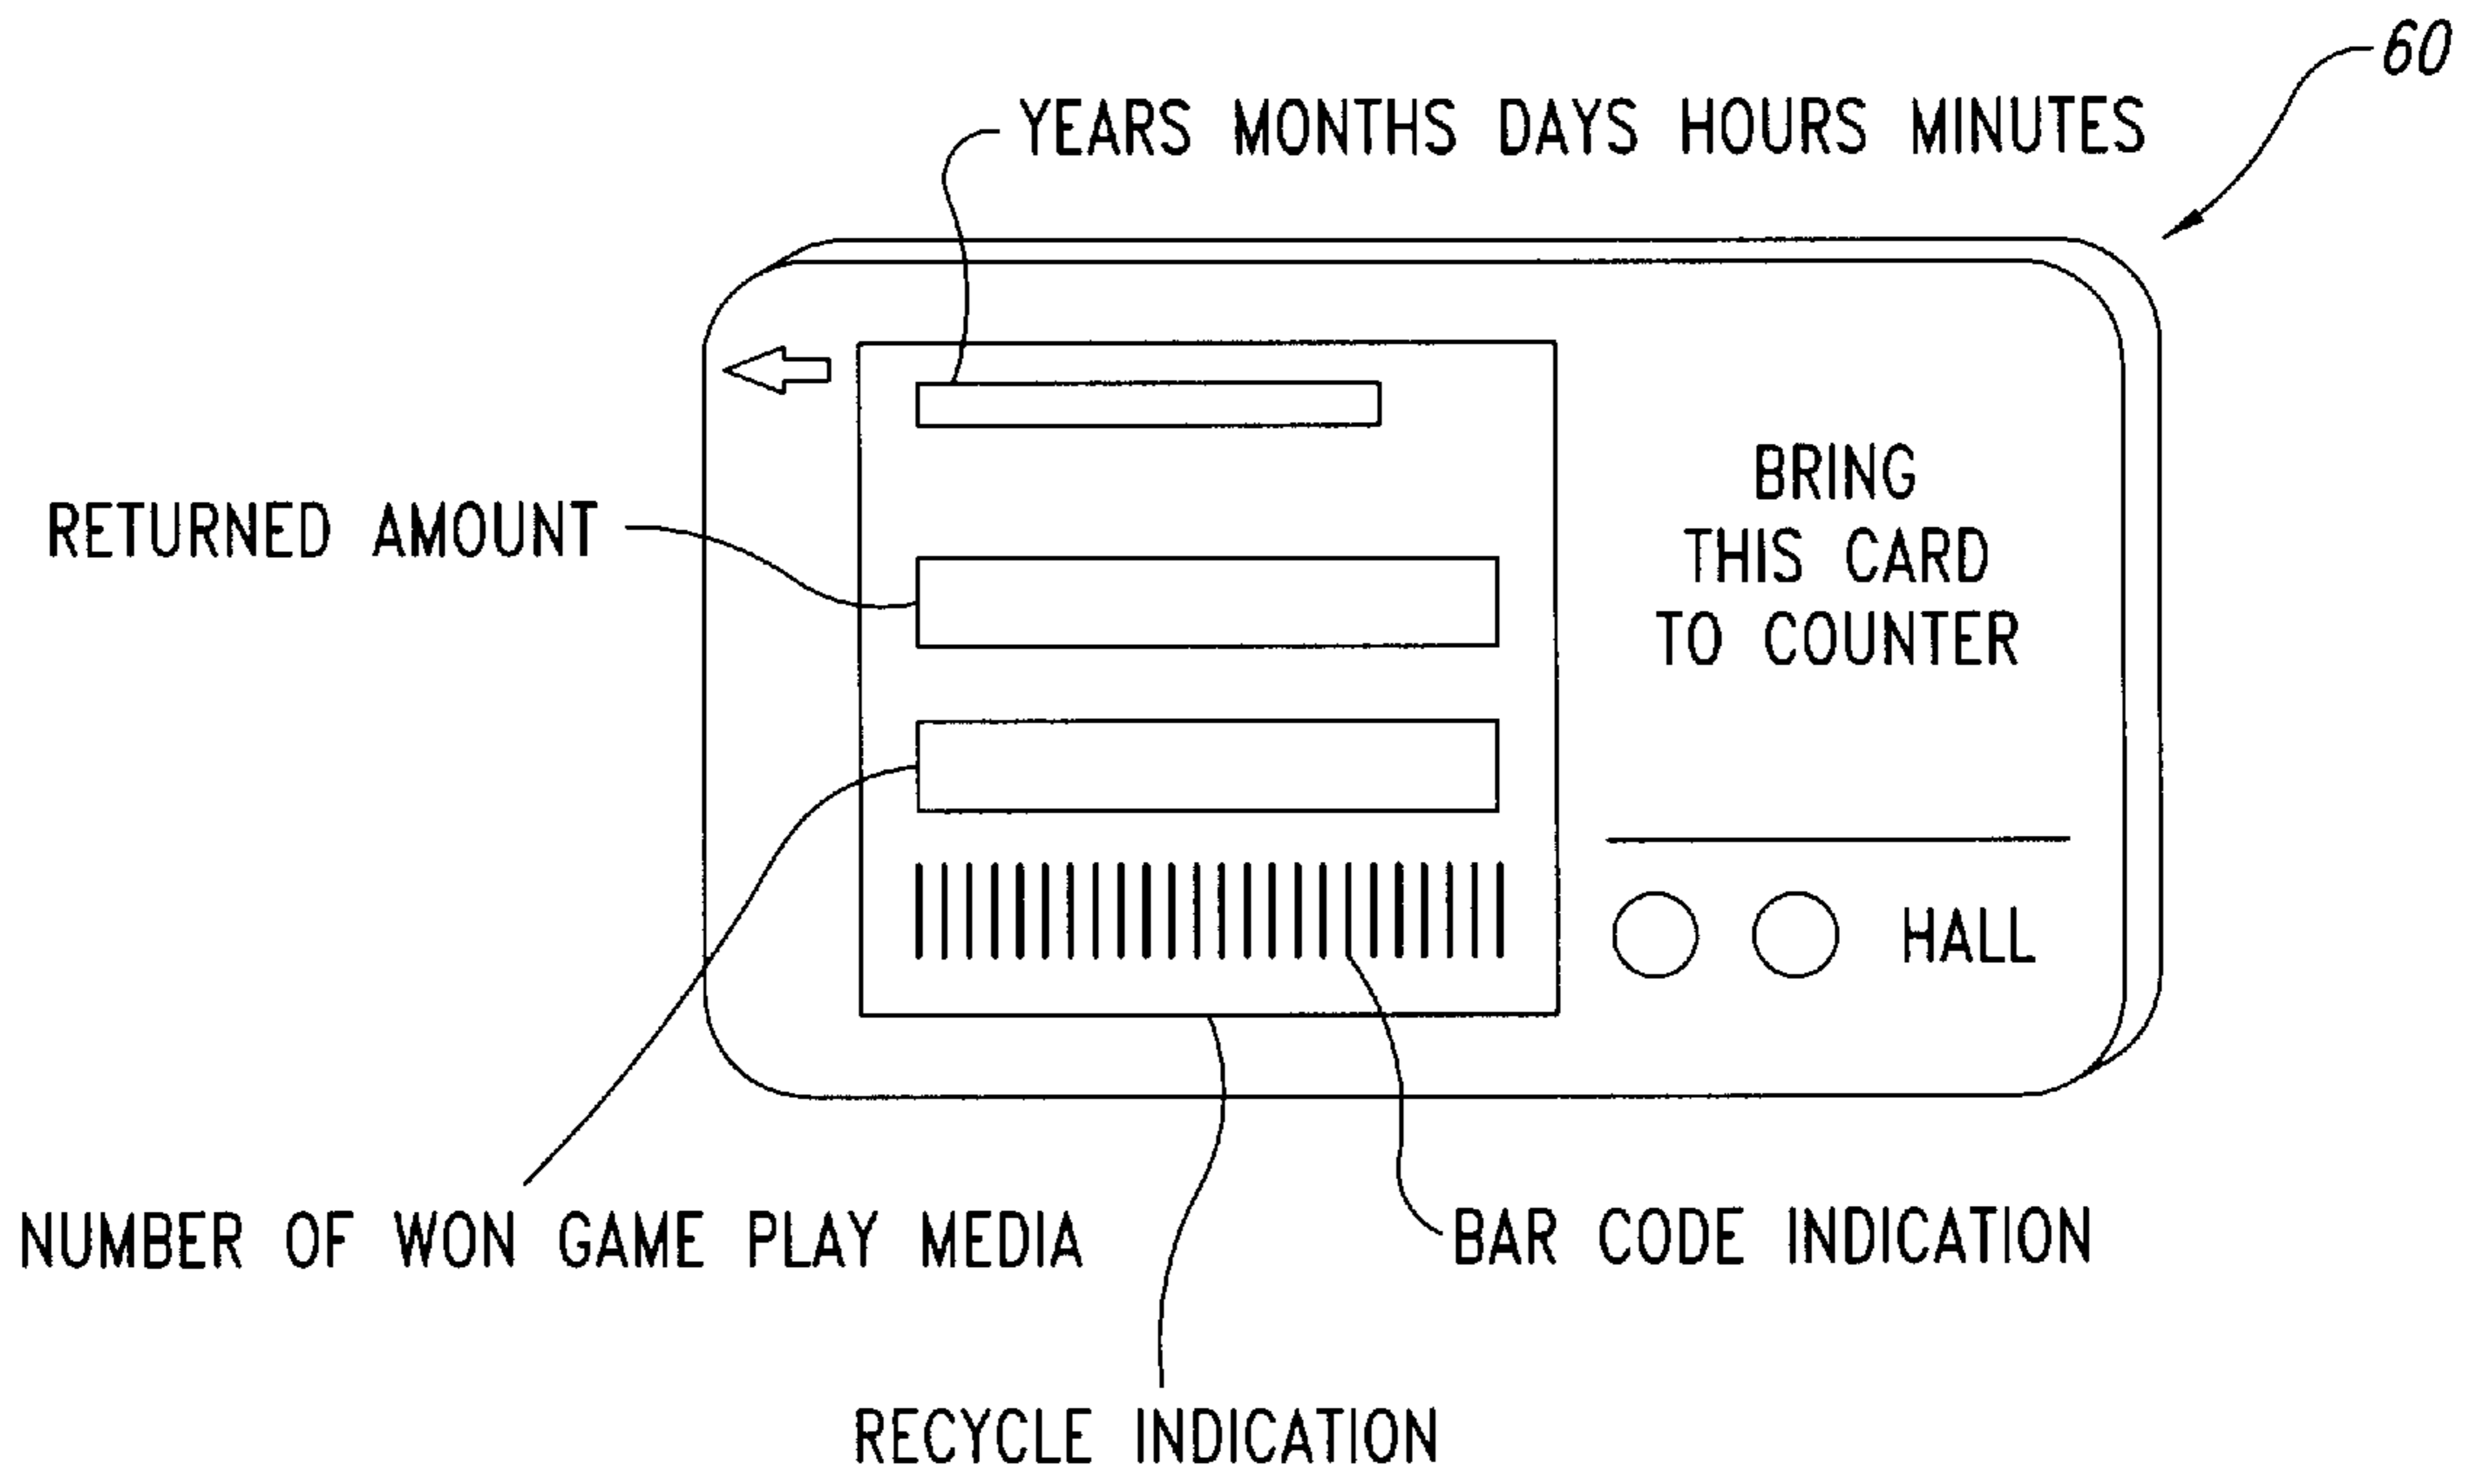 60
YEARS MONTHS DAYS HOURS MINUTES
RETURNED AMOUNT
BRING
THIS CARD
TO COUNTER
HALL
NUMBER OF WON GAME PLAY MEDIA
BAR CODE INDICATION
RECYCLE INDICATION